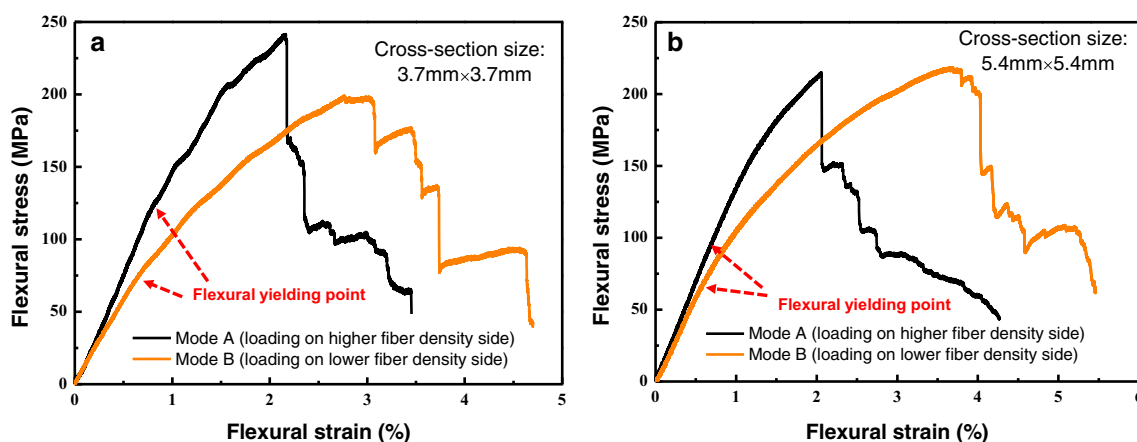 a
Cross-section size:
3.7mm×3.7mm
Flexural yielding point
Mode A (loading on higher fiber density side)
Mode B (loading on lower fiber density side)
Flexural stress (MPa)
250
200
150
100
50
0
0 1 2 3 4 5
Flexural strain (%)
b
Cross-section size:
5.4mm×5.4mm
Flexural yielding point
Mode A (loading on higher fiber density side)
Mode B (loading on lower fiber density side)
Flexural stress (MPa)
250
200
150
100
50
0
0 1 2 3 4 5 6
Flexural strain (%)